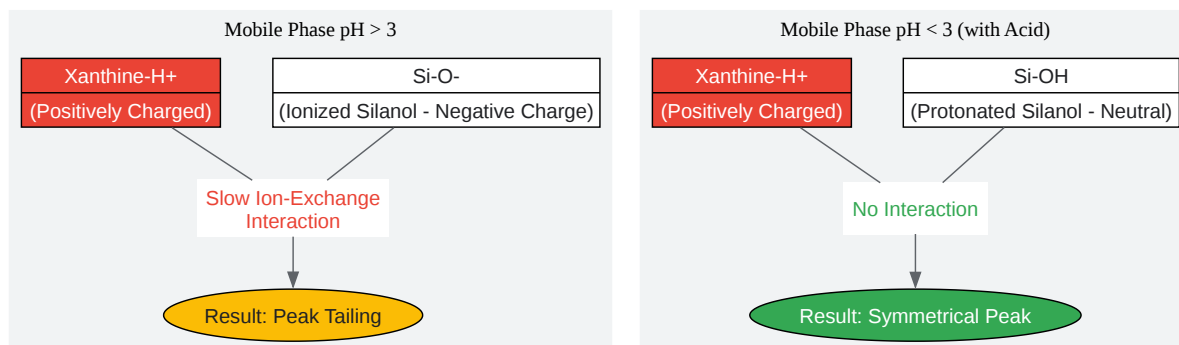 Mobile Phase pH > 3
Xanthine-H+
(Positively Charged)
Si-O-
(Ionized Silanol - Negative Charge)
Slow Ion-Exchange
Interaction
Result: Peak Tailing
Mobile Phase pH < 3 (with Acid)
Xanthine-H+
(Positively Charged)
Si-OH
(Protonated Silanol - Neutral)
No Interaction
Result: Symmetrical Peak